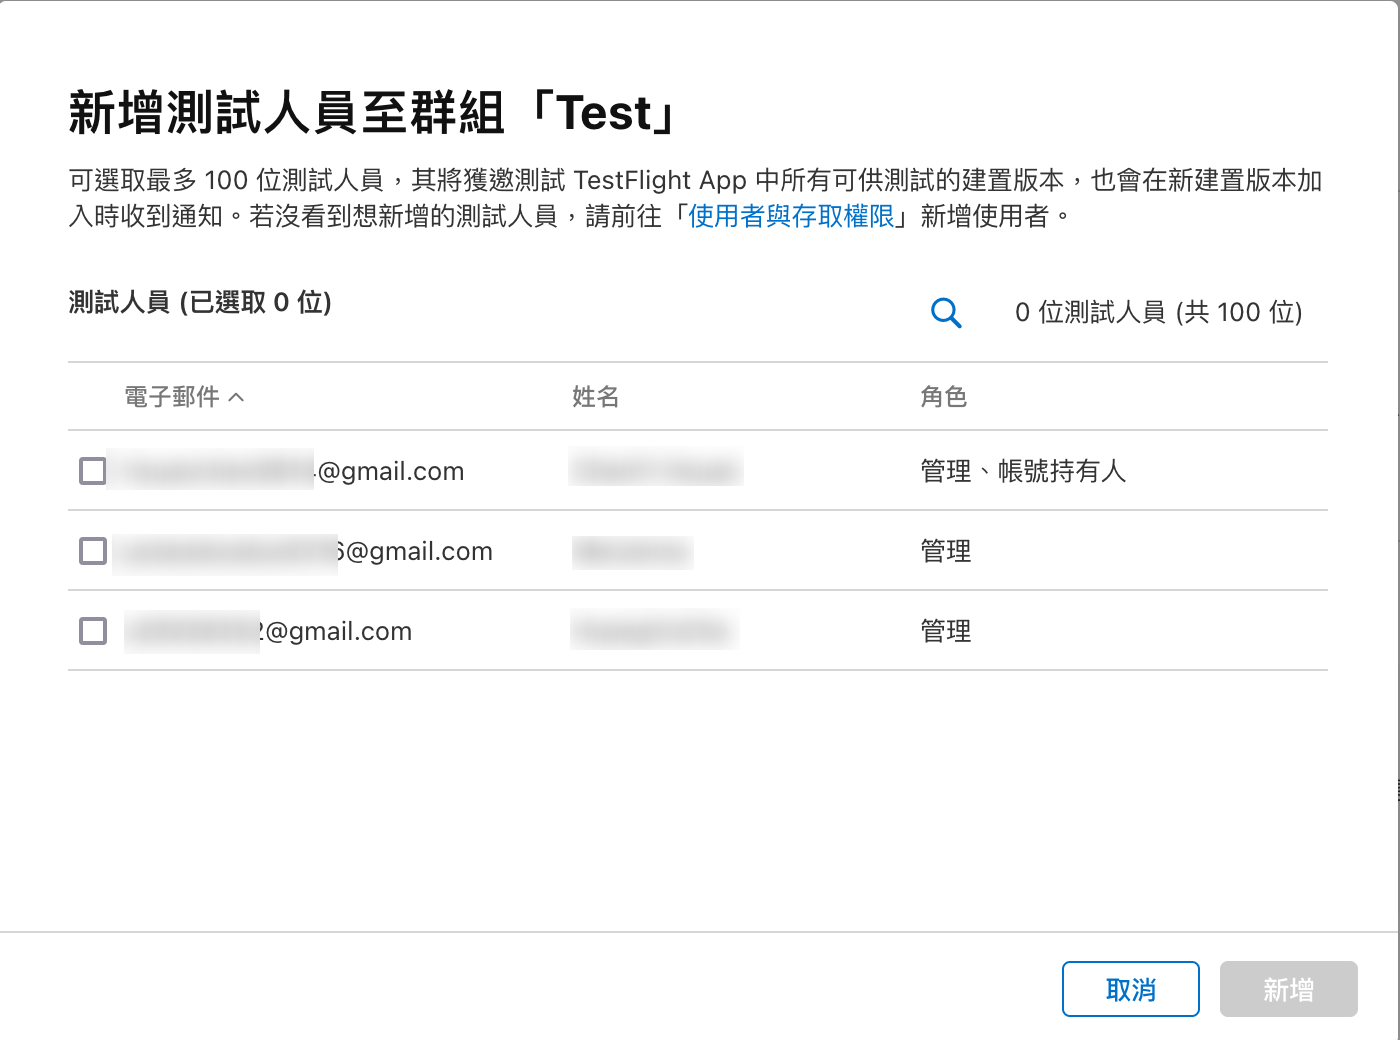 新增測試人員至群組「Test」
可選取最多 100 位測試人員，其將獲邀測試 TestFlight App 中所有可供測試的建置版本，也會在新建置版本加
入時收到通知。若沒看到想新增的測試人員，請前往「使用者與存取權限」新增使用者。
測試人員 (已選取 0 位)
0 位測試人員 (共 100 位)
電子郵件 姓名 角色
@gmail.com 管理、帳號持有人
6@gmail.com 管理
2@gmail.com 管理
取消 新增